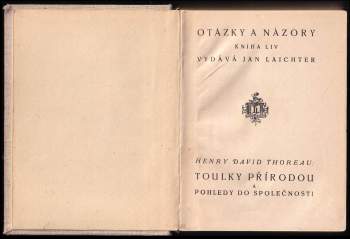 OTÁZKY A NÁZORY
KNIHA LIV
VYDÁVÁ JAN LAICHTER
HENRY DAVID THOREAU:
TOULKY PŘÍRODOU
A
POHLEDY DO SPOLEČNOSTI